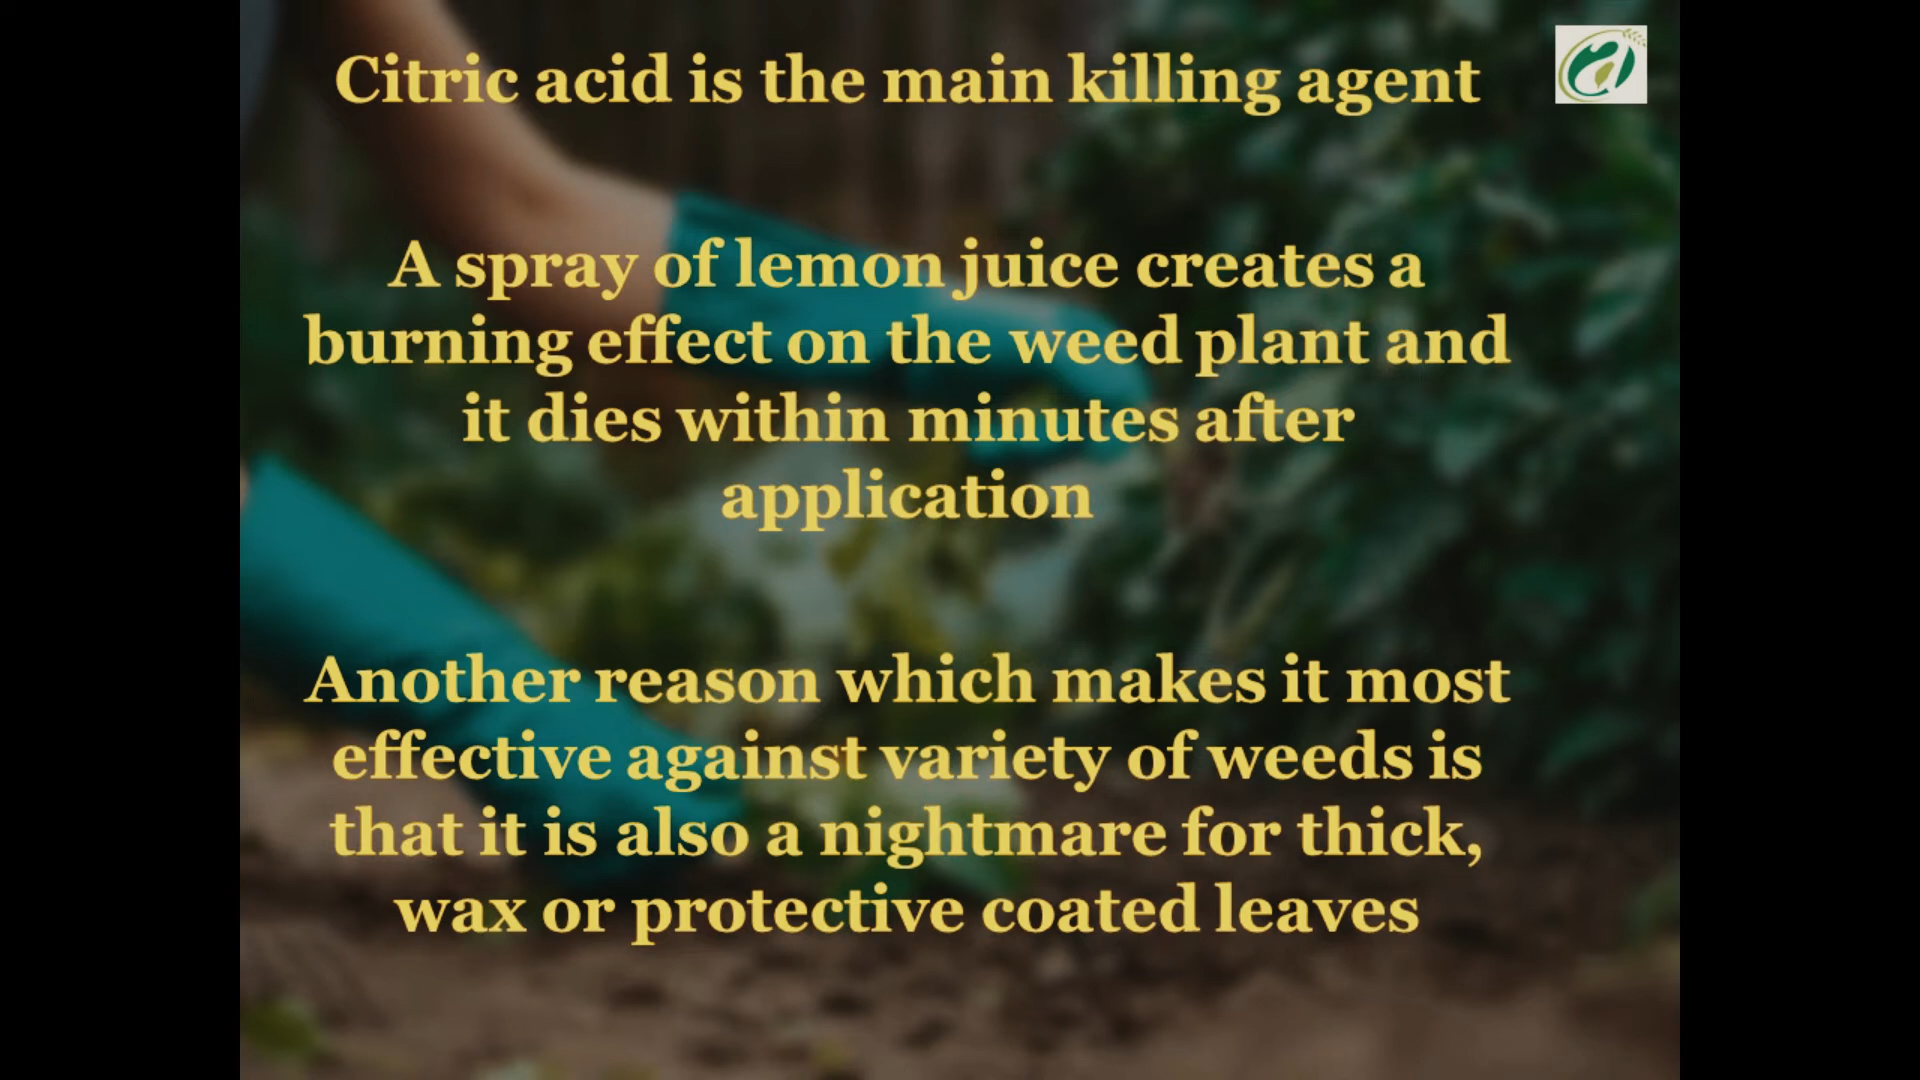 Citric acid is the main killing agent
A spray of lemon juice creates a
burning effect on the weed plant and
it dies within minutes after
application
Another reason which makes it most
effective against variety of weeds is
that it is also a nightmare for thick,
wax or protective coated leaves